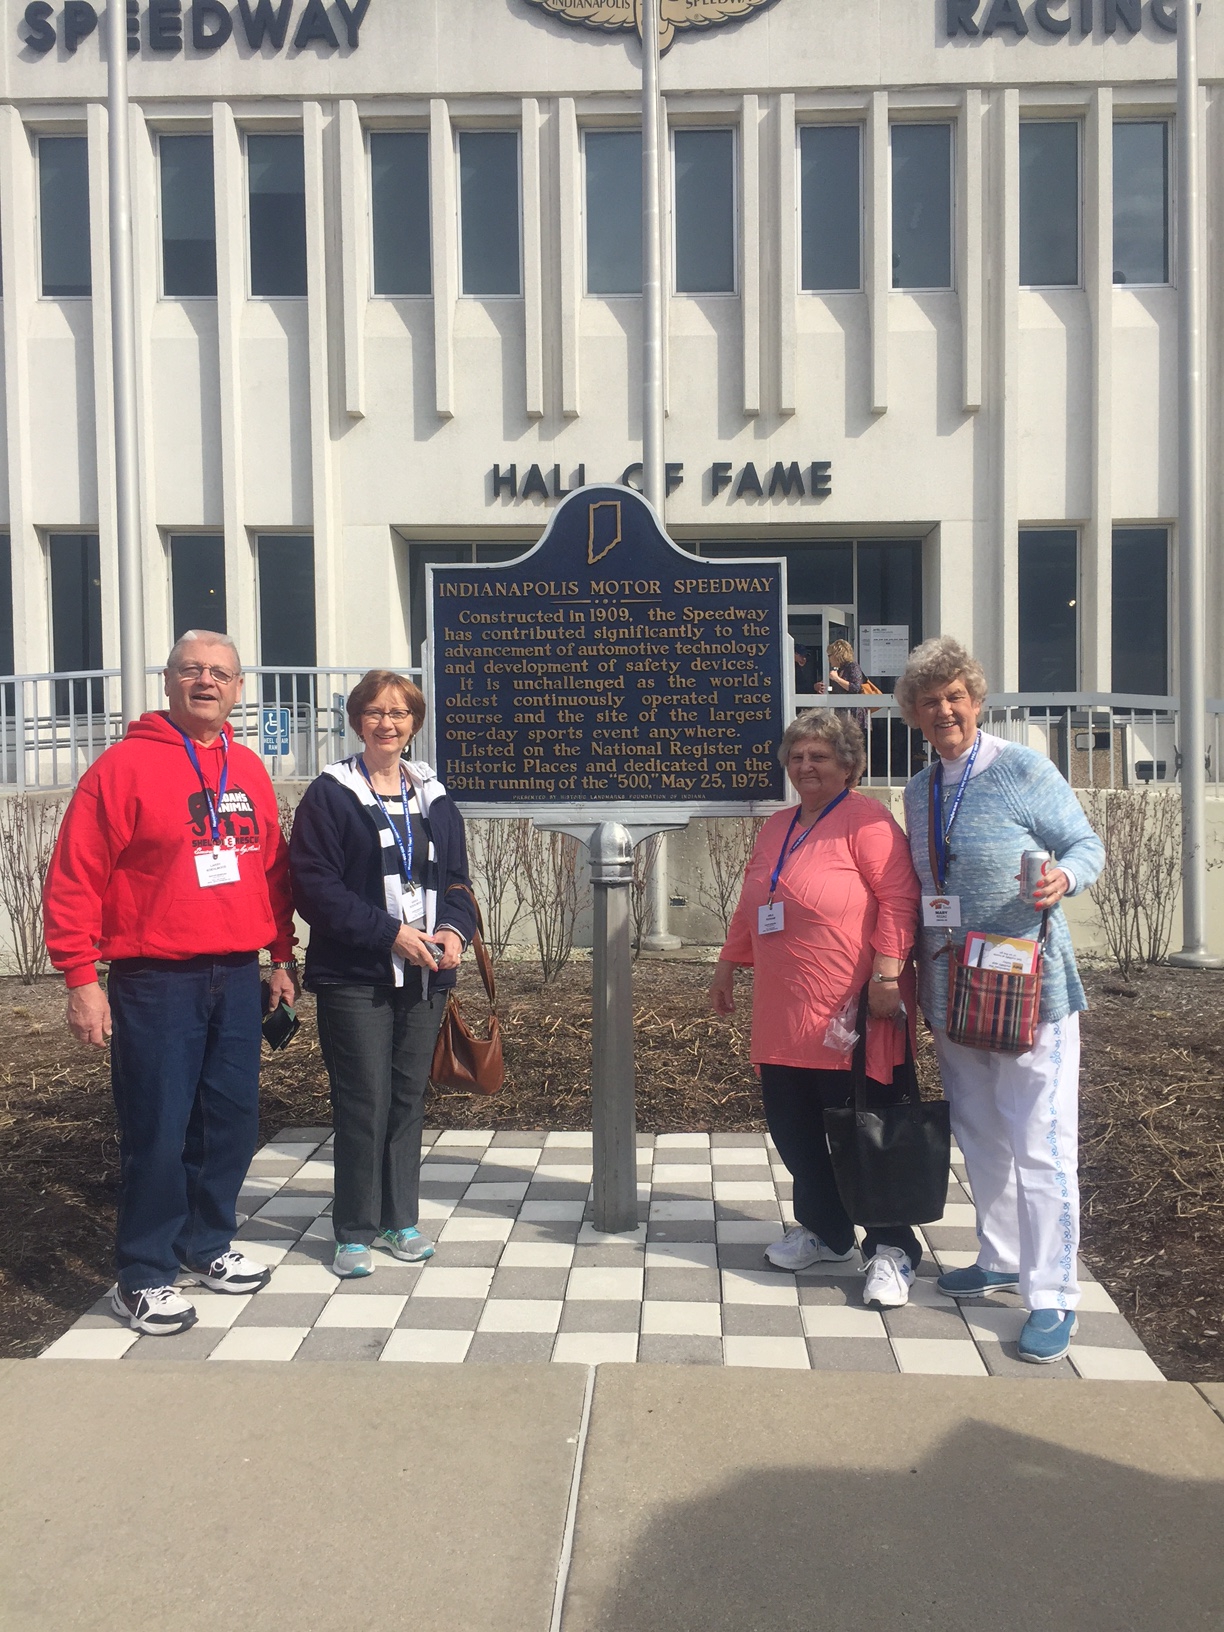 SPEEDWAY
INDIANAPOLIS SPEEDWAY
RACING
HALL OF FAME
INDIANAPOLIS MOTOR SPEEDWAY
Constructed in 1909, the Speedway
has contributed significantly to the
advancement of automotive technology
and development of safety devices.
It is unchallenged as the world's
oldest continuously operated race
course and the site of the largest
one-day sports event anywhere.
Listed on the National Register of
Historic Places and dedicated on the
59th running of the "500," May 25, 1975.
PRESENTED BY HISTORIC LANDMARKS FOUNDATION OF INDIANA
ANIMAL
MARY